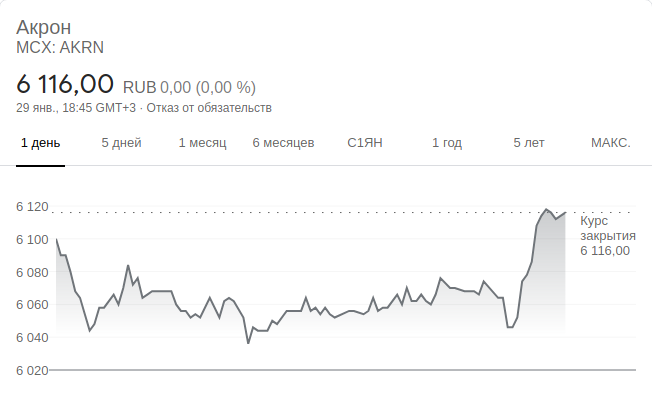 Акрон
MCX: AKRN
6 116,00 RUB 0,00 (0,00 %)
29 янв., 18:45 GMT+3 · Отказ от обязательств
1 день 5 дней 1 месяц 6 месяцев С1ЯН 1 год 5 лет МАКС.
6 120
Курс
закрытия
6 116,00
6 100
6 080
6 060
6 040
6 020